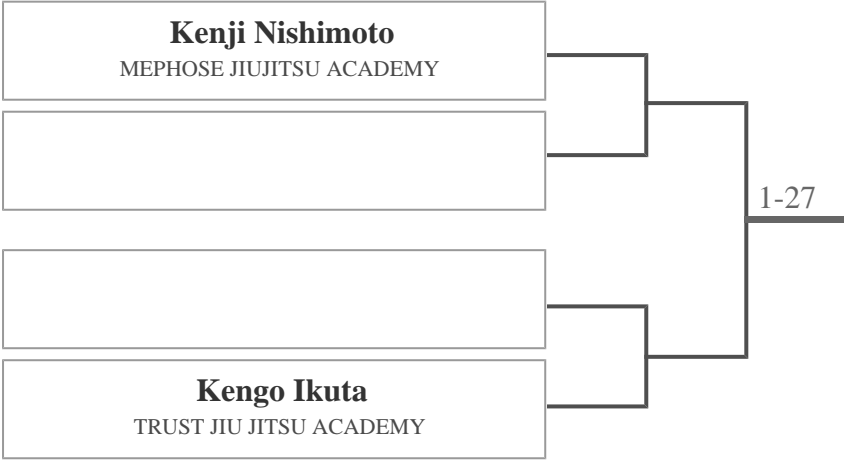 Kenji Nishimoto
MEPHOSE JIUJITSU ACADEMY
1-27
Kengo Ikuta
TRUST JIU JITSU ACADEMY